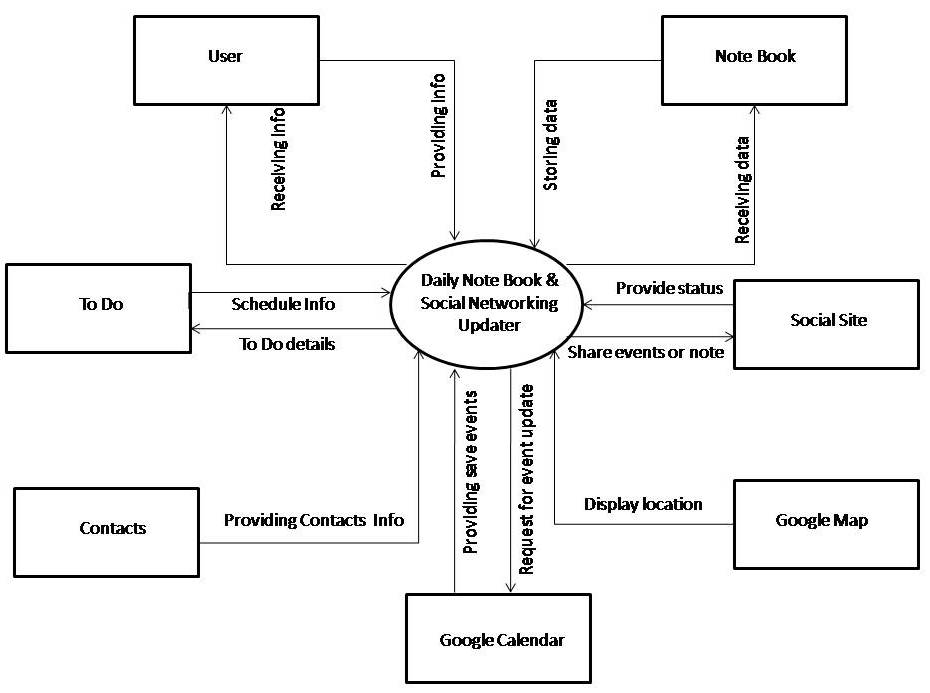 User
Note Book
Receiving info
Providing info
Storing data
Receiving data
Daily Note Book &
Social Networking
Updater
To Do
Schedule Info
To Do details
Provide status
Share events or note
Social Site
Contacts
Providing Contacts Info
Providing save events
Request for event update
Display location
Google Map
Google Calendar